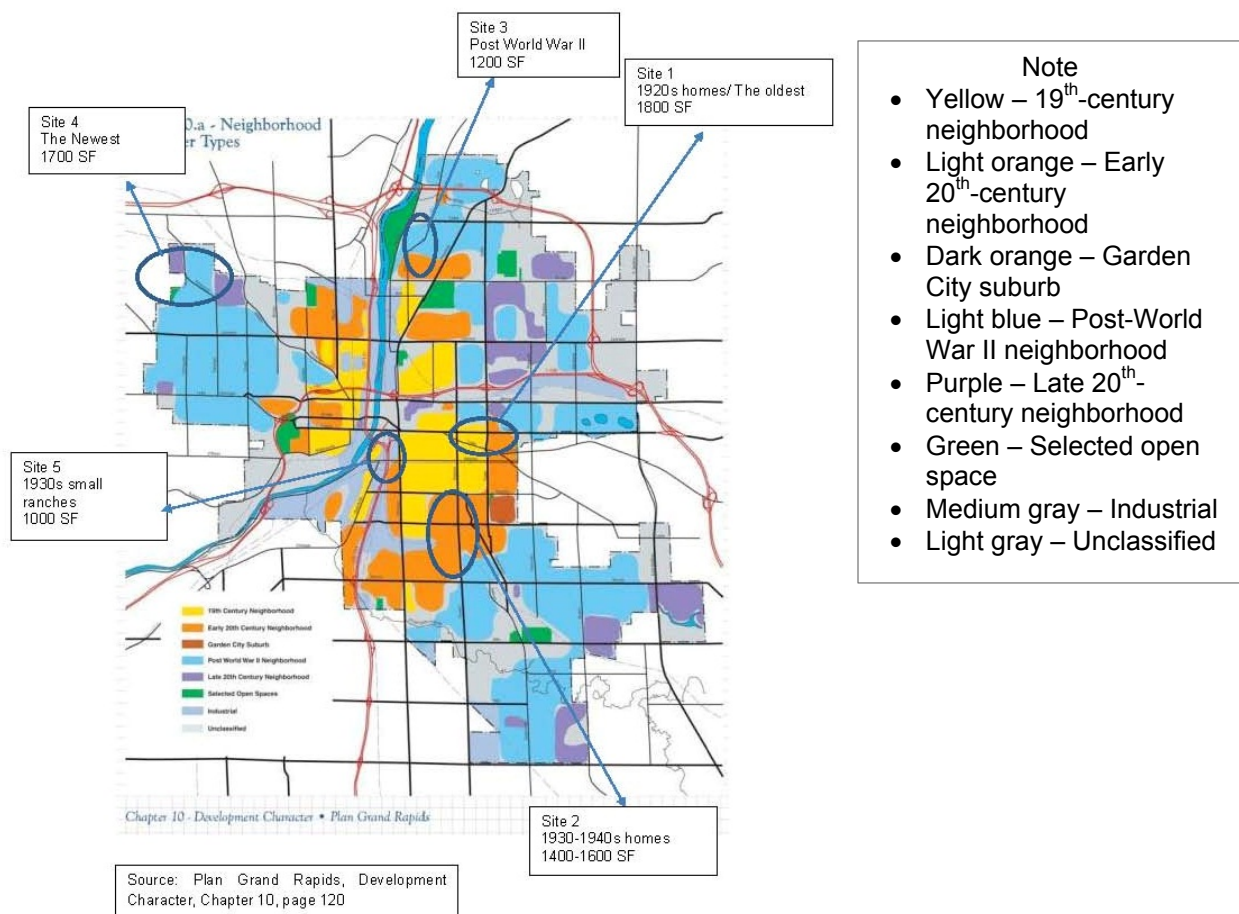 Site 3
Post World War II
1200 SF
Site 1
1920s homes/ The oldest
1800 SF
Site 4
The Newest
1700 SF
0.a - Neighborhood
er Types
Note
• Yellow – 19th-century
neighborhood
• Light orange – Early
20th-century
neighborhood
• Dark orange – Garden
City suburb
• Light blue – Post-World
War II neighborhood
• Purple – Late 20th-
century neighborhood
• Green – Selected open
space
• Medium gray – Industrial
• Light gray – Unclassified
Site 5
1930s small
ranches
1000 SF
19th Century Neighborhood
Early 20th Century Neighborhood
Garden City Suburb
Post World War II Neighborhood
Late 20th Century Neighborhood
Selected Open Spaces
Industrial
Unclassified
Chapter 10 - Development Character • Plan Grand Rapids
Site 2
1930-1940s homes
1400-1600 SF
Source: Plan Grand Rapids, Development
Character, Chapter 10, page 120